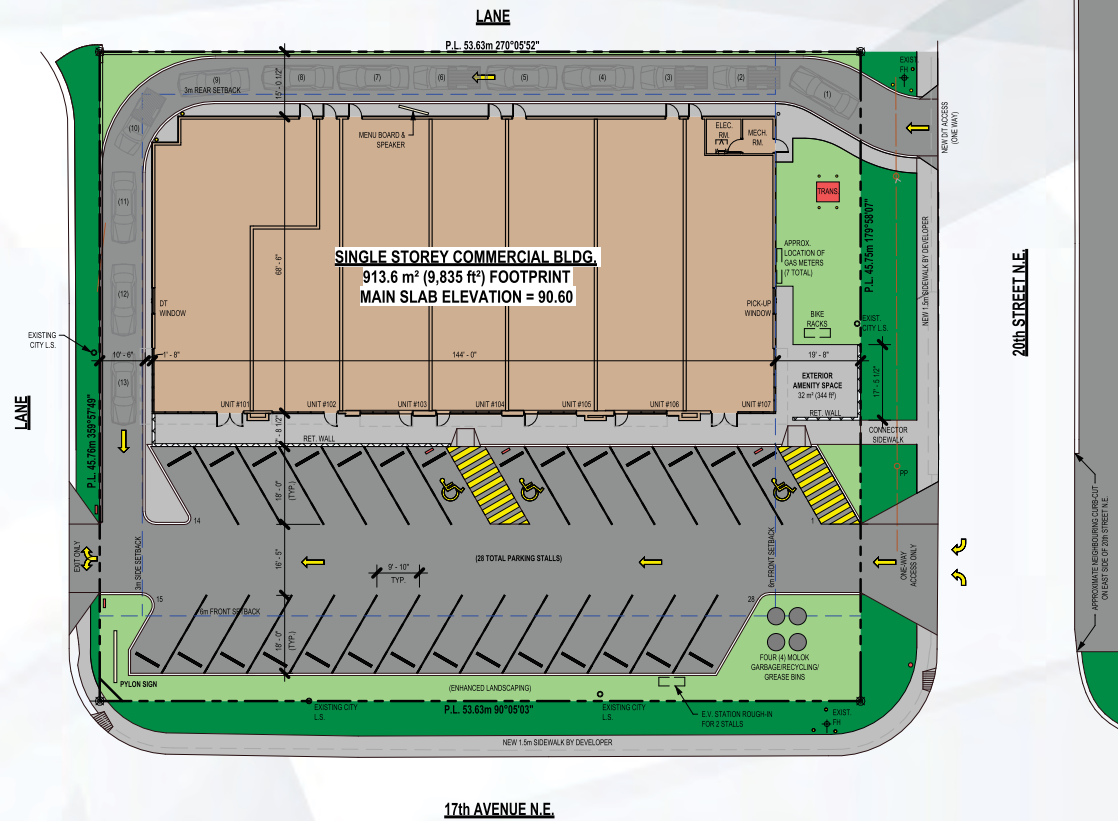 LANE
P.L. 53.63m 270°05'52"
EXIST.
FH
(9)
(8)
(7)
(6)
(5)
(4)
(3)
(2)
(1)
3m REAR SETBACK
15'- 0 1/2"
(10)
MENU BOARD &
SPEAKER
ELEC.
RM.
MECH.
RM.
NEW D/T ACCESS
(ONE WAY)
TRANS.
(11)
P.L. 45.75m 179°58'07"
68' - 6"
SINGLE STOREY COMMERCIAL BLDG.
913.6 m² (9,835 ft²) FOOTPRINT
MAIN SLAB ELEVATION = 90.60
APPROX.
LOCATION OF
GAS METERS
(7 TOTAL)
NEW 1.5m SIDEWALK BY DEVELOPER
20th STREET N.E.
(12)
DT
WINDOW
PICK-UP
WINDOW
BIKE
RACKS
EXIST.
CITY L.S.
EXISTING
CITY L.S.
10' - 6"
1' - 8"
144' - 0"
19' - 8"
(13)
EXTERIOR
AMENITY SPACE
32 m² (344 ft²)
17' - 5 1/2"
LANE
P.L. 45.76m 359°57'49"
UNIT #101
UNIT #102
UNIT #103
UNIT #104
UNIT #105
UNIT #106
UNIT #107
RET. WALL
RET. WALL
8 1/2"
CONNECTOR
SIDEWALK
PP
18' - 0"
(TYP.)
14
1
APPROXIMATE NEIGHBOURING CURB-CUT
ON EAST SIDE OF 20th STREET N.E.
EXIT ONLY
3m SIDE SETBACK
16' - 5"
(28 TOTAL PARKING STALLS)
9' - 10"
TYP.
6m FRONT SETBACK
ONE-WAY
ACCESS ONLY
15
28
6m FRONT SETBACK
18' - 0"
(TYP.)
FOUR (4) MOLOK
GARBAGE/RECYCLING/
GREASE BINS
PYLON SIGN
(ENHANCED LANDSCAPING)
EXISTING CITY
L.S.
P.L. 53.63m 90°05'03"
EXISTING CITY
L.S.
E.V. STATION ROUGH-IN
FOR 2 STALLS
EXIST.
FH
NEW 1.5m SIDEWALK BY DEVELOPER
17th AVENUE N.E.